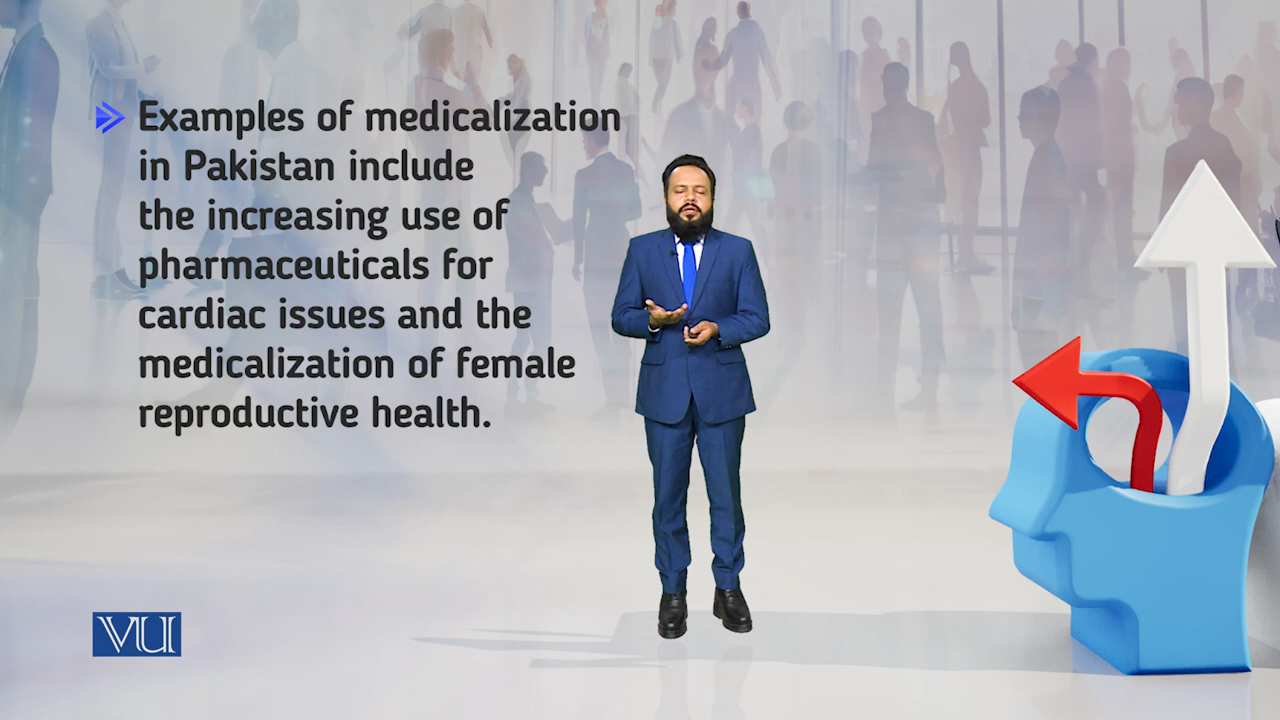 Examples of medicalization
in Pakistan include
the increasing use of
pharmaceuticals for
cardiac issues and the
medicalization of female
reproductive health.
VU